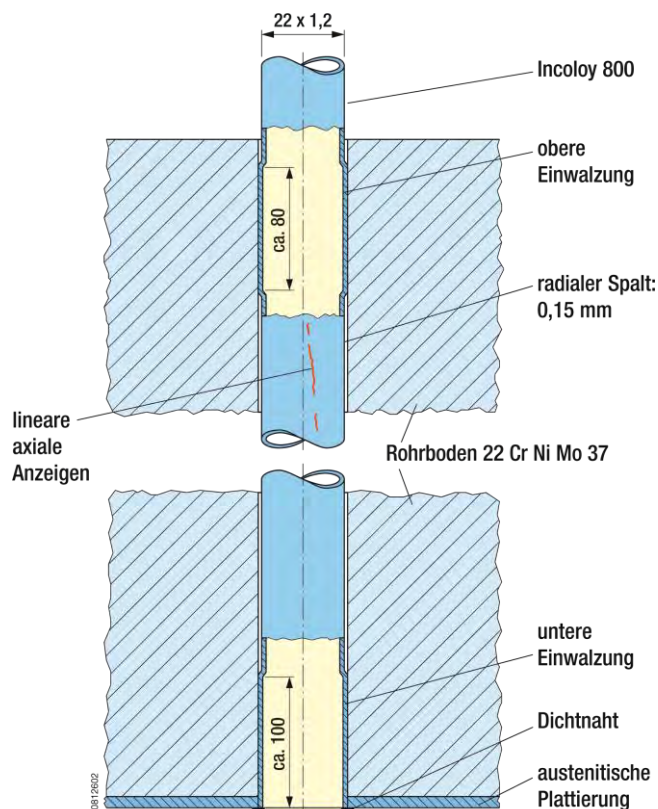 22 x 1,2
Incoloy 800
obere
Einwalzung
ca. 80
radialer Spalt:
0,15 mm
lineare
axiale
Anzeigen
Rohrboden 22 Cr Ni Mo 37
untere
Einwalzung
ca. 100
Dichtnaht
austenitische
Plattierung
0812602